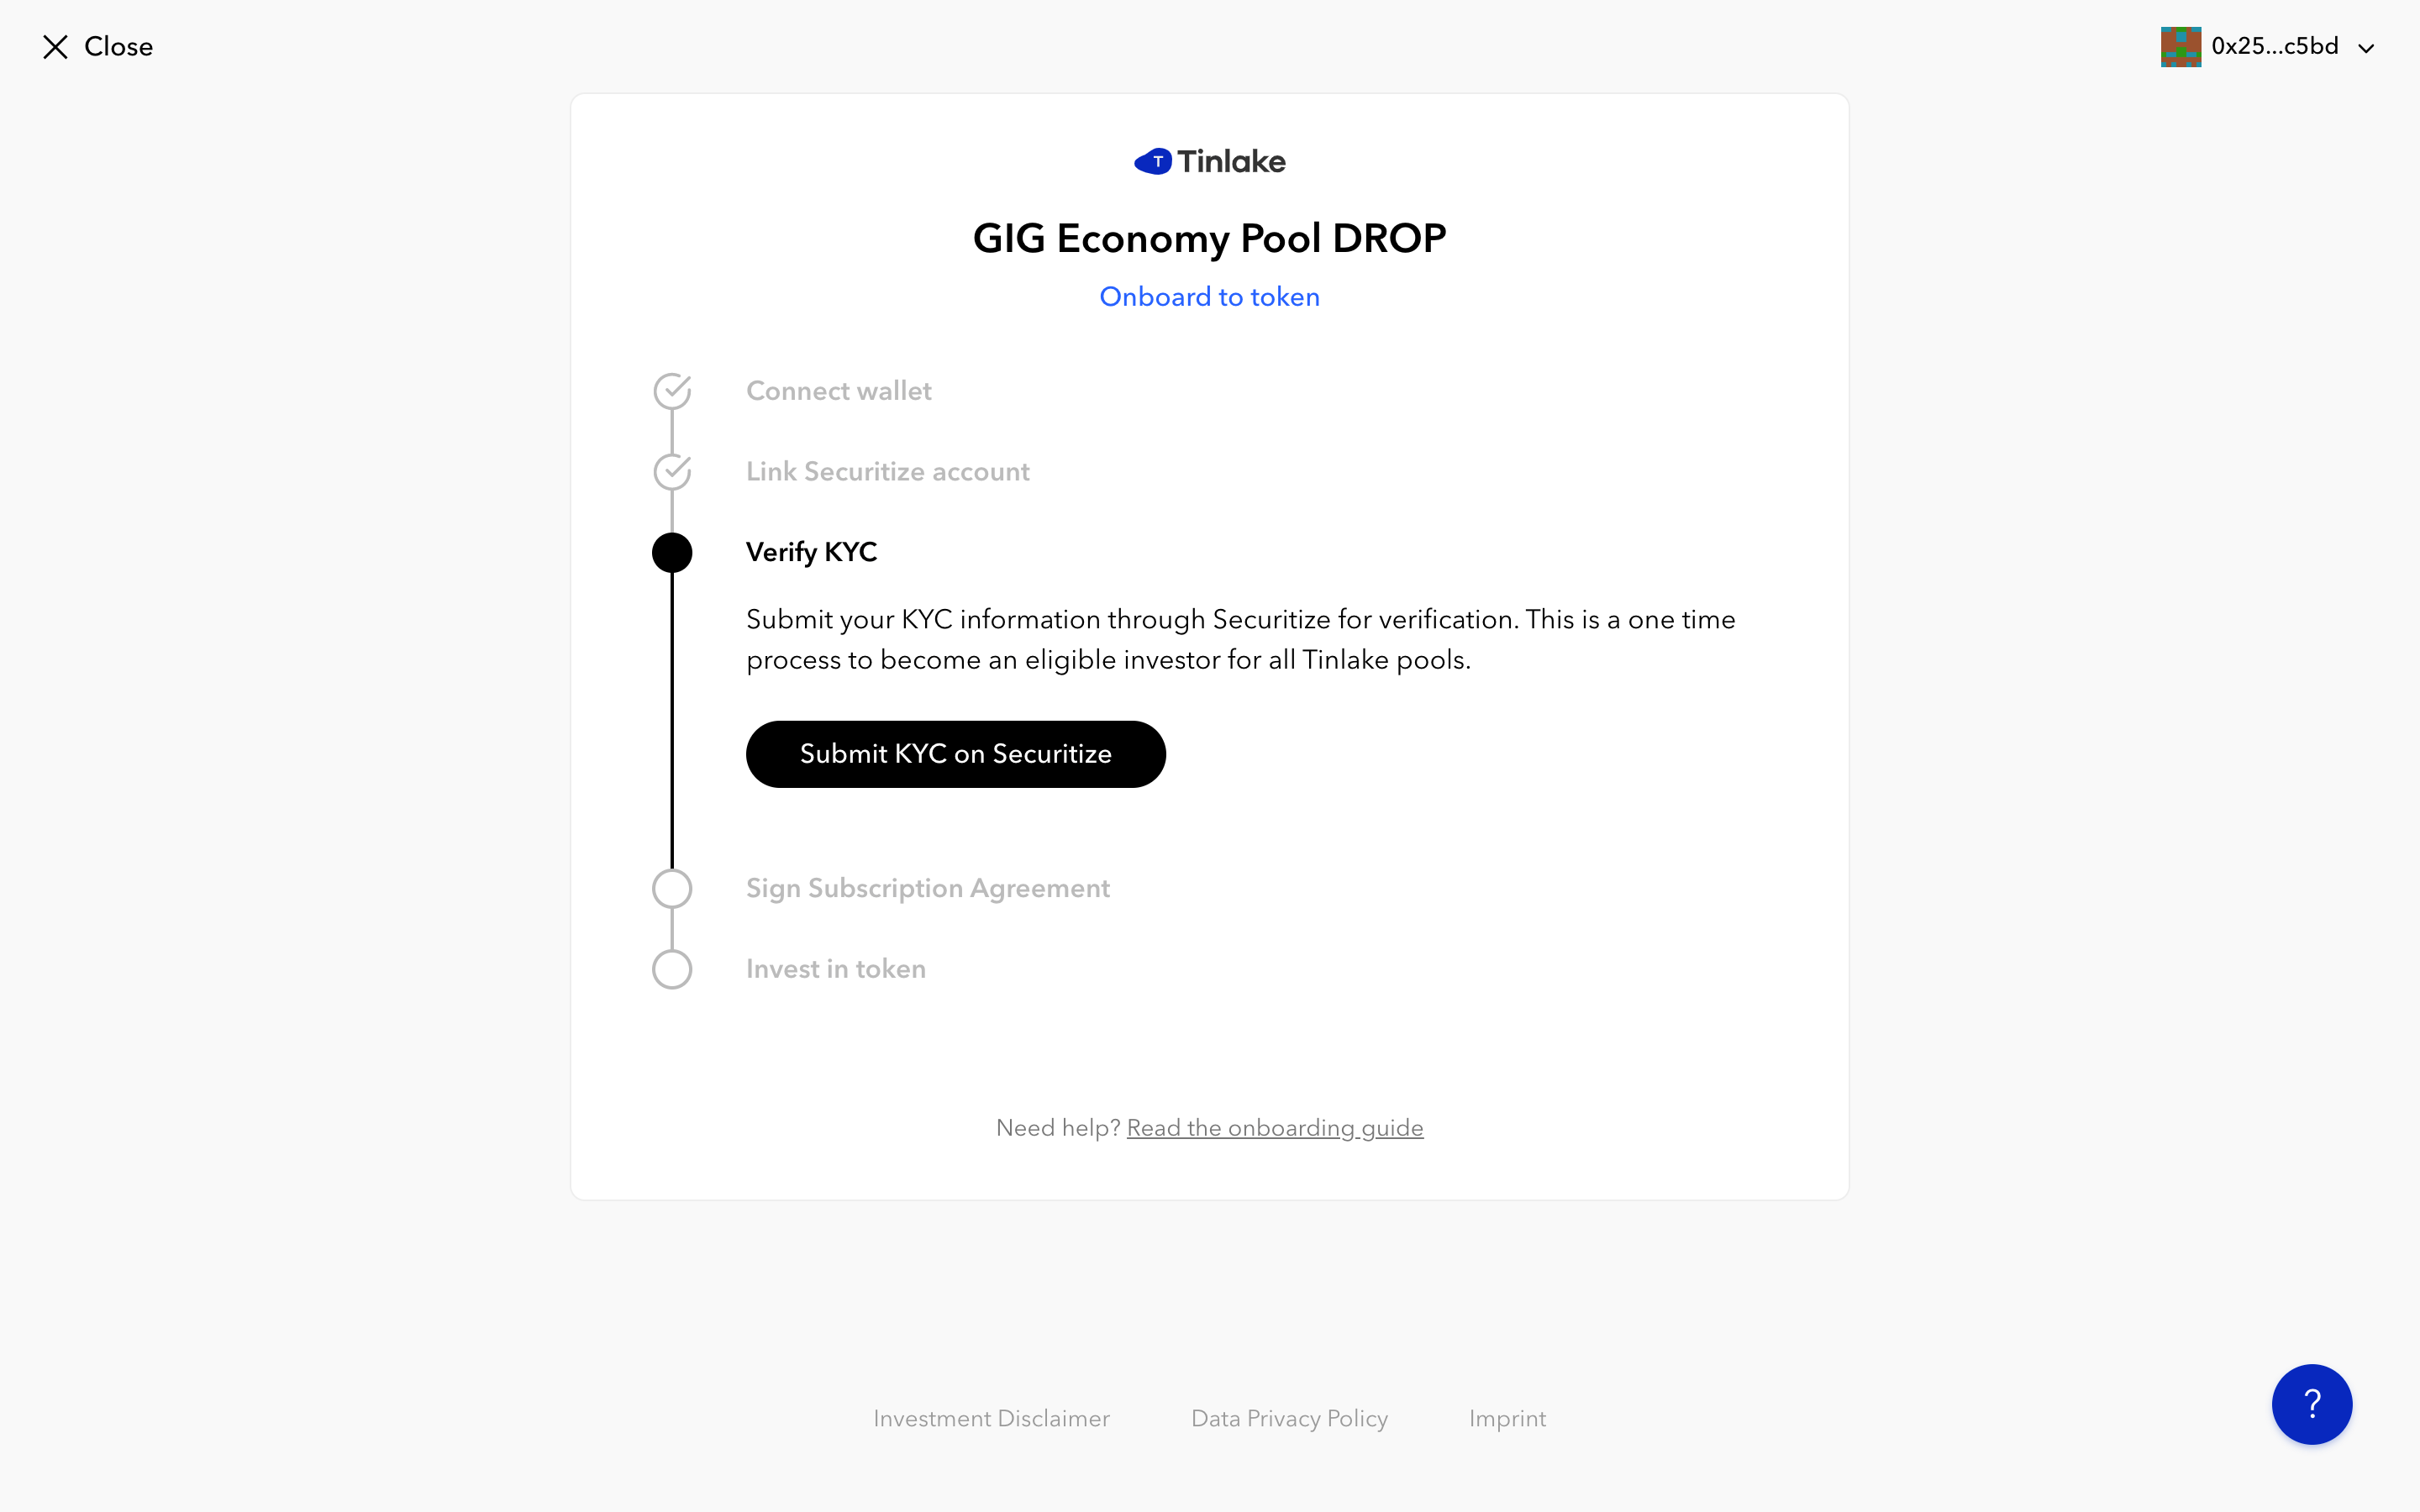 Close
0x25...c5bd
T Tinlake
GIG Economy Pool DROP
Onboard to token
Connect wallet
Link Securitize account
Verify KYC
Submit your KYC information through Securitize for verification. This is a one time
process to become an eligible investor for all Tinlake pools.
Submit KYC on Securitize
Sign Subscription Agreement
Invest in token
Need help? Read the onboarding guide
Investment Disclaimer
Data Privacy Policy
Imprint
?